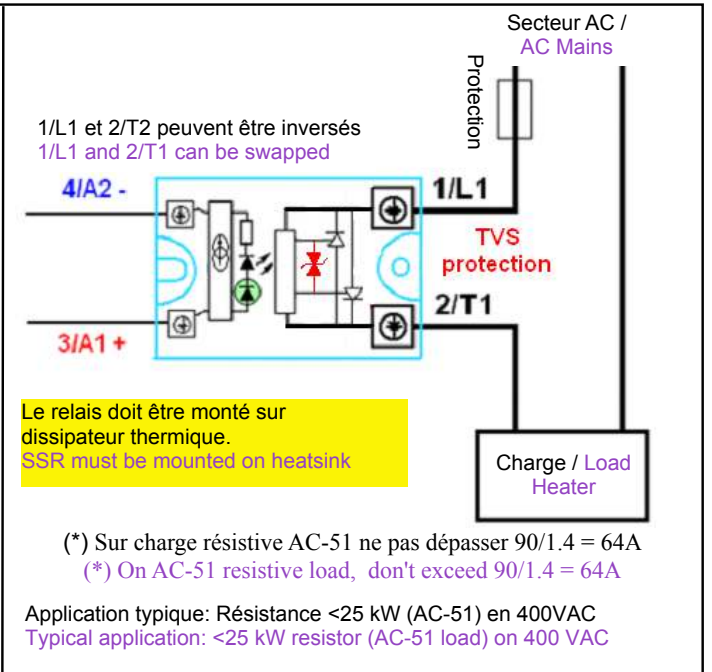 Secteur AC /
AC Mains
Protection
1/L1 et 2/T2 peuvent être inversés
1/L1 and 2/T1 can be swapped
4/A2 -
1/L1
TVS
protection
2/T1
3/A1 +
Le relais doit être monté sur
dissipateur thermique.
SSR must be mounted on heatsink
Charge / Load
Heater
(*) Sur charge résistive AC-51 ne pas dépasser 90/1.4 = 64A
(*) On AC-51 resistive load, don't exceed 90/1.4 = 64A
Application typique: Résistance <25 kW (AC-51) en 400VAC
Typical application: <25 kW resistor (AC-51 load) on 400 VAC